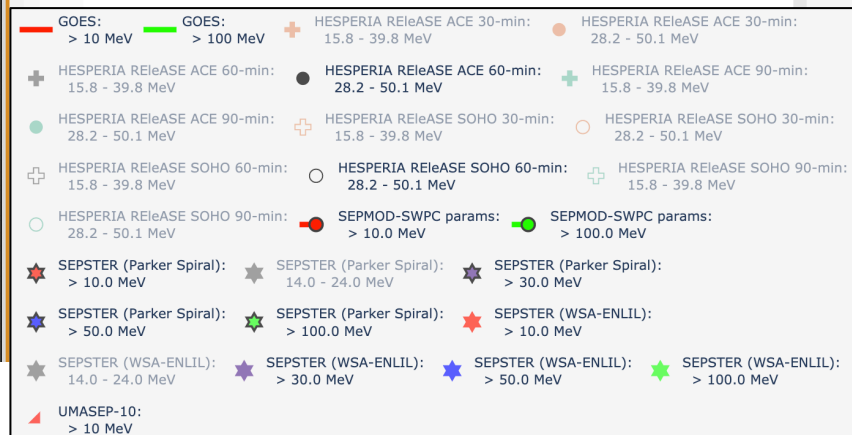 GOES: GOES: HESPERIA REleASE ACE 30-min: HESPERIA REleASE ACE 30-min:
> 10 MeV > 100 MeV 15.8 - 39.8 MeV 28.2 - 50.1 MeV
HESPERIA REleASE ACE 60-min: HESPERIA REleASE ACE 60-min: HESPERIA REleASE ACE 90-min:
15.8 - 39.8 MeV 28.2 - 50.1 MeV 15.8 - 39.8 MeV
HESPERIA REleASE ACE 90-min: HESPERIA REleASE SOHO 30-min: HESPERIA REleASE SOHO 30-min:
28.2 - 50.1 MeV 15.8 - 39.8 MeV 28.2 - 50.1 MeV
HESPERIA REleASE SOHO 60-min: HESPERIA REleASE SOHO 60-min: HESPERIA REleASE SOHO 90-min:
15.8 - 39.8 MeV 28.2 - 50.1 MeV 15.8 - 39.8 MeV
HESPERIA REleASE SOHO 90-min: SEPMOD-SWPC params: SEPMOD-SWPC params:
28.2 - 50.1 MeV > 10.0 MeV > 100.0 MeV
SEPSTER (Parker Spiral): SEPSTER (Parker Spiral): SEPSTER (Parker Spiral):
> 10.0 MeV 14.0 - 24.0 MeV > 30.0 MeV
SEPSTER (Parker Spiral): SEPSTER (Parker Spiral): SEPSTER (WSA-ENLIL):
> 50.0 MeV > 100.0 MeV > 10.0 MeV
SEPSTER (WSA-ENLIL): SEPSTER (WSA-ENLIL): SEPSTER (WSA-ENLIL): SEPSTER (WSA-ENLIL):
14.0 - 24.0 MeV > 30.0 MeV > 50.0 MeV > 100.0 MeV
UMASEP-10:
> 10 MeV